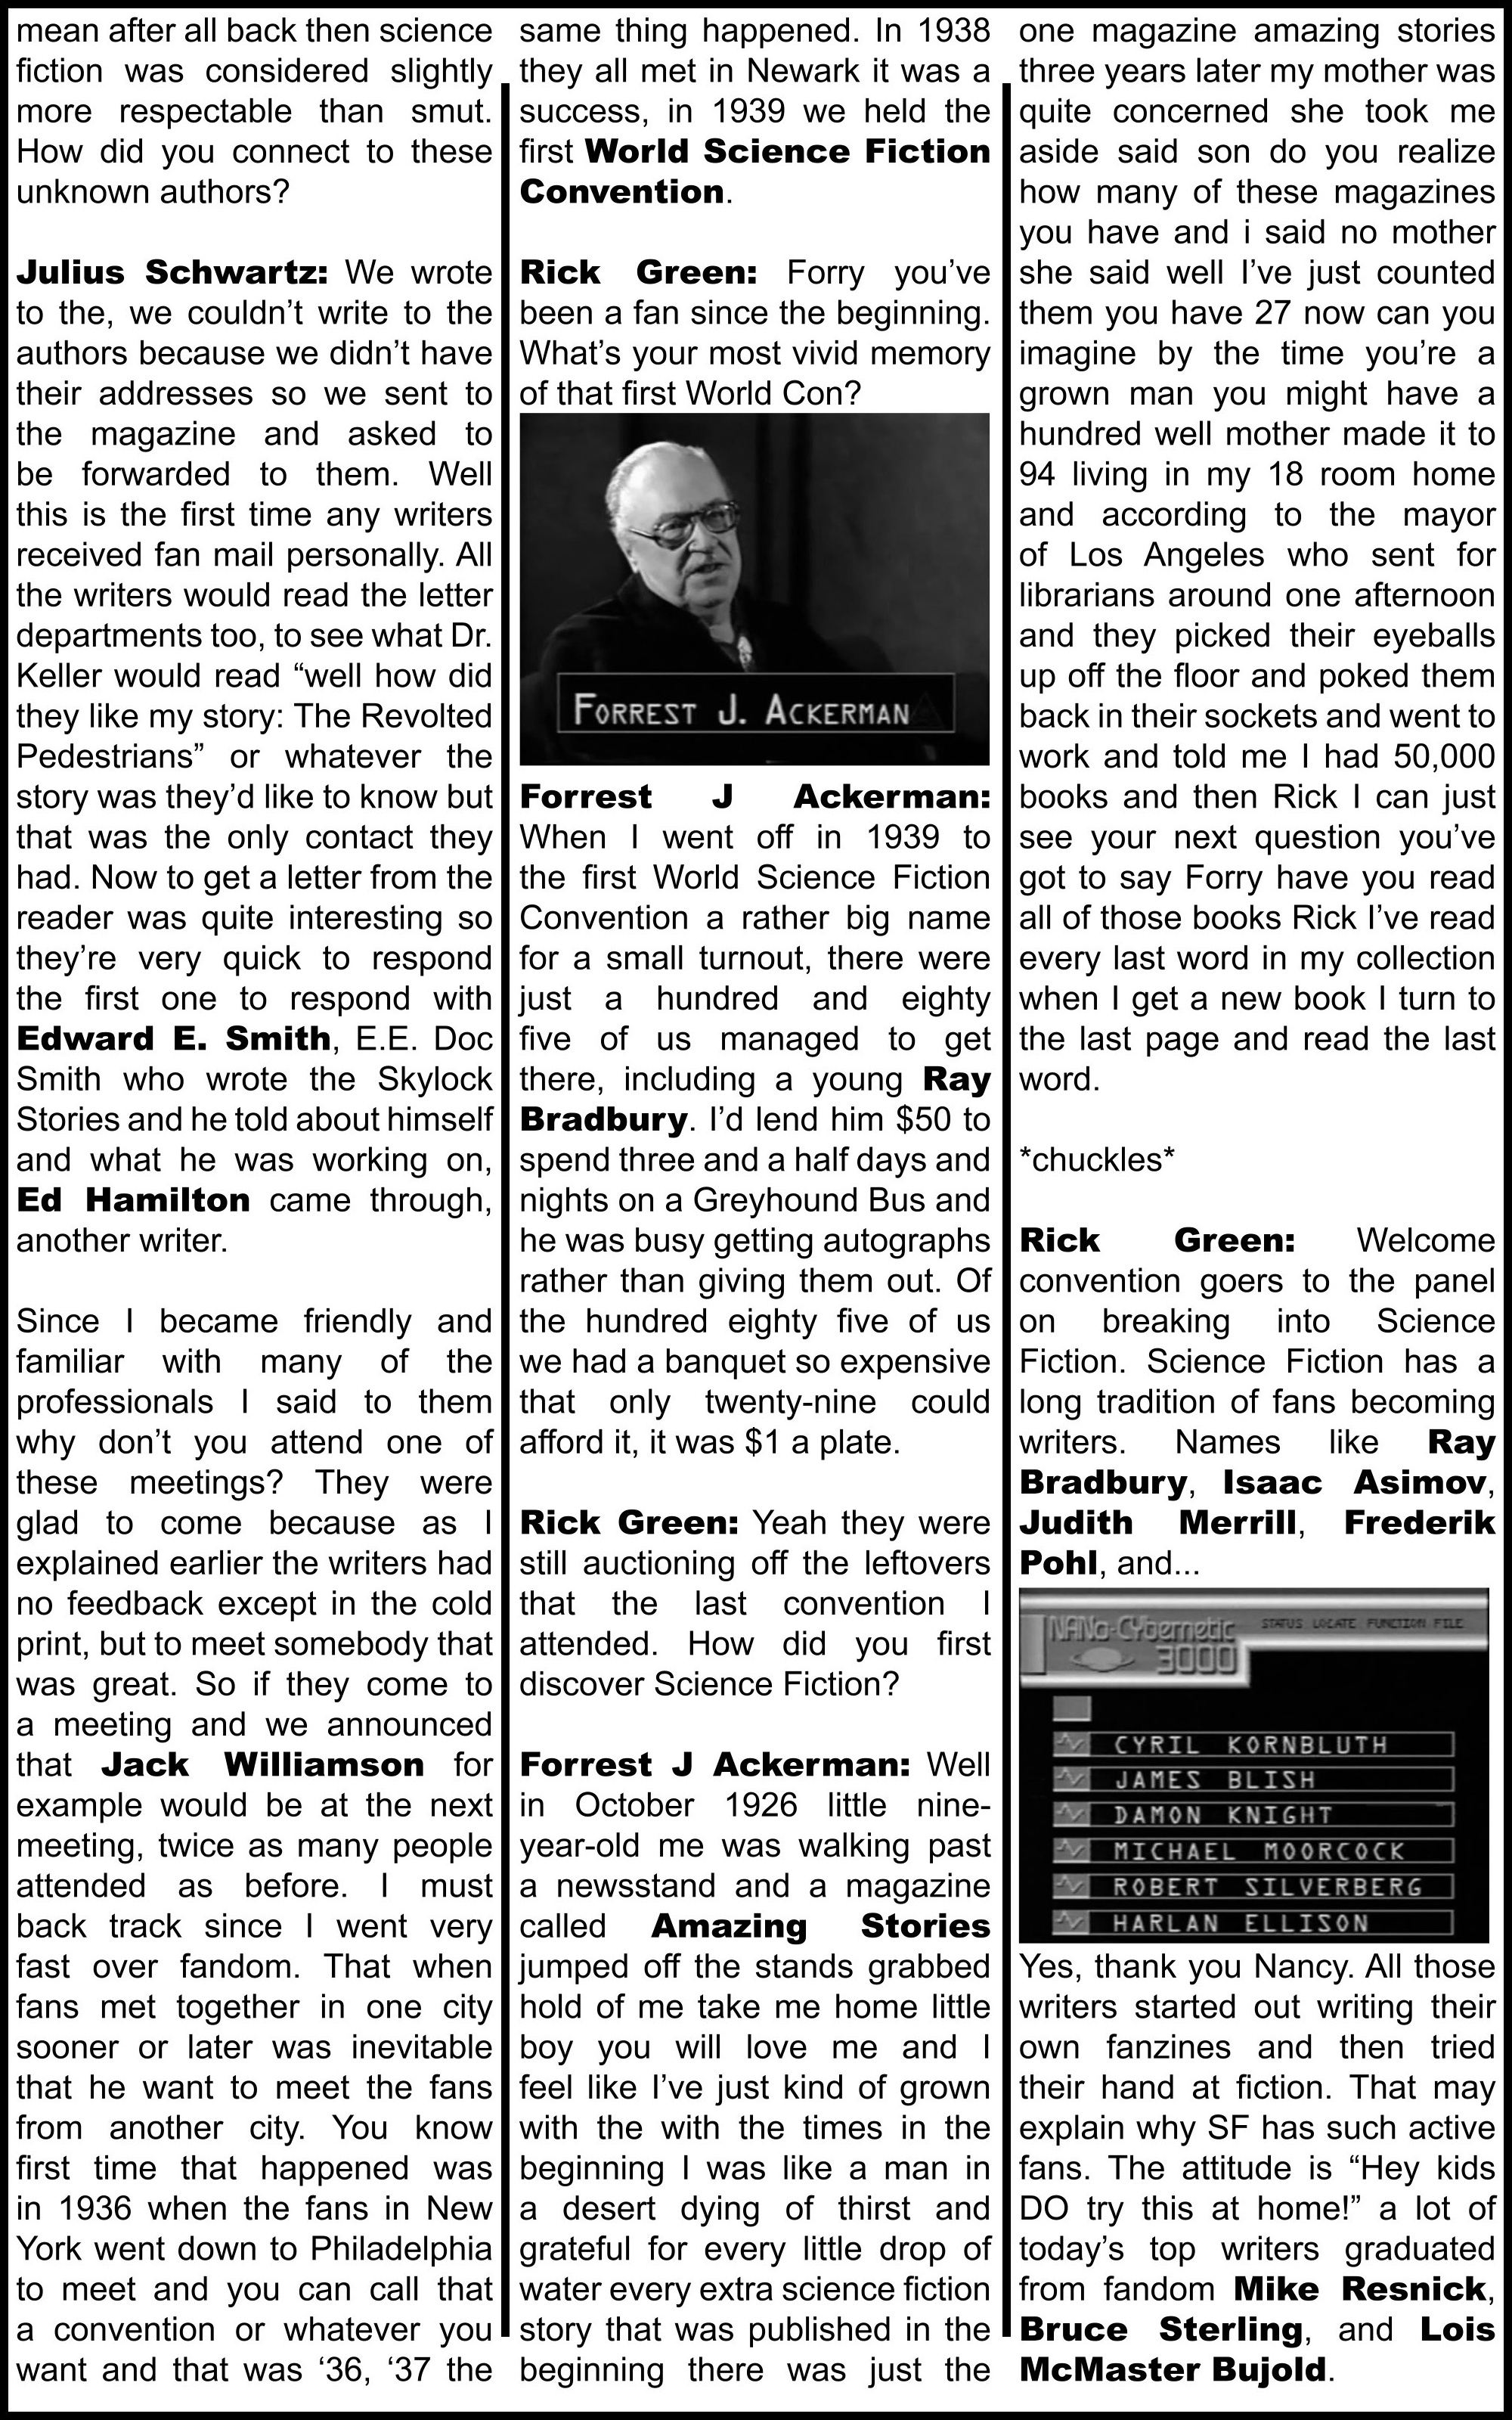 mean after all back then science
fiction was considered slightly
more respectable than smut.
How did you connect to these
unknown authors?
Julius Schwartz: We wrote
to the, we couldn’t write to the
authors because we didn’t have
their addresses so we sent to
the magazine and asked to
be forwarded to them. Well
this is the first time any writers
received fan mail personally. All
the writers would read the letter
departments too, to see what Dr.
Keller would read “well how did
they like my story: The Revolted
Pedestrians” or whatever the
story was they’d like to know but
that was the only contact they
had. Now to get a letter from the
reader was quite interesting so
they’re very quick to respond
the first one to respond with
Edward E. Smith, E.E. Doc
Smith who wrote the Skylock
Stories and he told about himself
and what he was working on,
Ed Hamilton came through,
another writer.
Since I became friendly and
familiar with many of the
professionals I said to them
why don’t you attend one of
these meetings? They were
glad to come because as I
explained earlier the writers had
no feedback except in the cold
print, but to meet somebody that
was great. So if they come to
a meeting and we announced
that Jack Williamson for
example would be at the next
meeting, twice as many people
attended as before. I must
back track since I went very
fast over fandom. That when
fans met together in one city
sooner or later was inevitable
that he want to meet the fans
from another city. You know
first time that happened was
in 1936 when the fans in New
York went down to Philadelphia
to meet and you can call that
a convention or whatever you
want and that was ‘36, ‘37 the
same thing happened. In 1938
they all met in Newark it was a
success, in 1939 we held the
first World Science Fiction
Convention.
Rick Green: Forry you’ve
been a fan since the beginning.
What’s your most vivid memory
of that first World Con?
FORREST J. ACKERMAN
Forrest J Ackerman:
When I went off in 1939 to
the first World Science Fiction
Convention a rather big name
for a small turnout, there were
just a hundred and eighty
five of us managed to get
there, including a young Ray
Bradbury. I’d lend him $50 to
spend three and a half days and
nights on a Greyhound Bus and
he was busy getting autographs
rather than giving them out. Of
the hundred eighty five of us
we had a banquet so expensive
that only twenty-nine could
afford it, it was $1 a plate.
Rick Green: Yeah they were
still auctioning off the leftovers
that the last convention I
attended. How did you first
discover Science Fiction?
Forrest J Ackerman: Well
in October 1926 little nine-
year-old me was walking past
a newsstand and a magazine
called Amazing Stories
jumped off the stands grabbed
hold of me take me home little
boy you will love me and I
feel like I’ve just kind of grown
with the with the times in the
beginning I was like a man in
a desert dying of thirst and
grateful for every little drop of
water every extra science fiction
story that was published in the
beginning there was just the
one magazine amazing stories
three years later my mother was
quite concerned she took me
aside said son do you realize
how many of these magazines
you have and i said no mother
she said well I’ve just counted
them you have 27 now can you
imagine by the time you’re a
grown man you might have a
hundred well mother made it to
94 living in my 18 room home
and according to the mayor
of Los Angeles who sent for
librarians around one afternoon
and they picked their eyeballs
up off the floor and poked them
back in their sockets and went to
work and told me I had 50,000
books and then Rick I can just
see your next question you’ve
got to say Forry have you read
all of those books Rick I’ve read
every last word in my collection
when I get a new book I turn to
the last page and read the last
word.
*chuckles*
Rick Green: Welcome
convention goers to the panel
on breaking into Science
Fiction. Science Fiction has a
long tradition of fans becoming
writers. Names like Ray
Bradbury, Isaac Asimov,
Judith Merrill, Frederik
Pohl, and...
NANo-CYbernetic
3000
STATUS LOCATE FUNCTION FILE
CYRIL KORNBLUTH
JAMES BLISH
DAMON KNIGHT
MICHAEL MOORCOCK
ROBERT SILVERBERG
HARLAN ELLISON
Yes, thank you Nancy. All those
writers started out writing their
own fanzines and then tried
their hand at fiction. That may
explain why SF has such active
fans. The attitude is “Hey kids
DO try this at home!” a lot of
today’s top writers graduated
from fandom Mike Resnick,
Bruce Sterling, and Lois
McMaster Bujold.